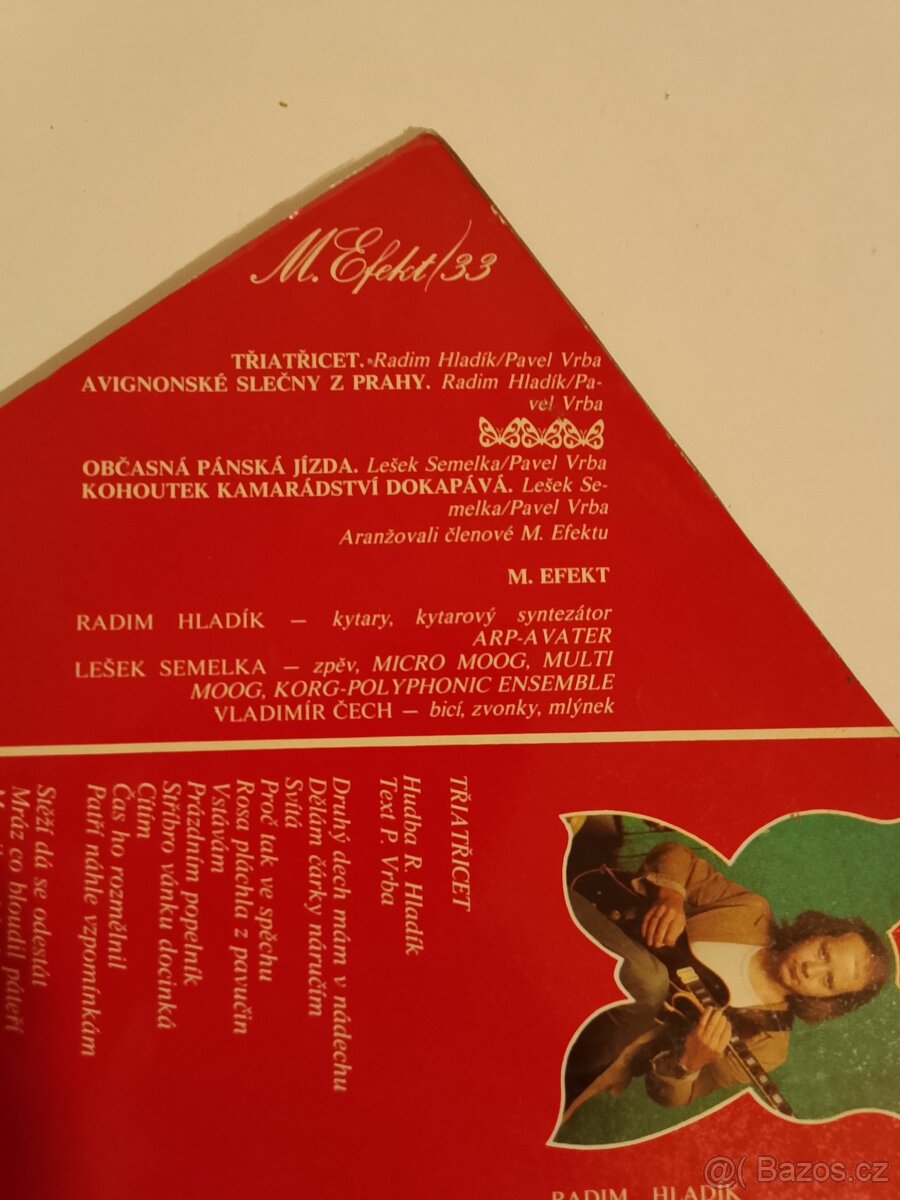 M. Efekt/33
TŘIATŘICET. Radim Hladík/Pavel Vrba
AVIGNONSKÉ SLEČNY Z PRAHY. Radim Hladík/Pa-
vel Vrba
OBČASNÁ PÁNSKÁ JÍZDA. Lešek Semelka/Pavel Vrba
KOHOUTEK KAMARÁDSTVÍ DOKAPÁVÁ. Lešek Se-
melka/Pavel Vrba
Aranžovali členové M. Efektu
M. EFEKT
RADIM HLADÍK – kytary, kytarový syntezátor
ARP-AVATER
LEŠEK SEMELKA – zpěv, MICRO MOOG, MULTI
MOOG, KORG-POLYPHONIC ENSEMBLE
VLADIMÍR ČECH – bicí, zvonky, mlýnek
TŘIATŘICET
Hudba R. Hladík
Text P. Vrba
Druhý dech mám v nádechu
Dělám čárky náručím
Svítá
Proč tak ve spěchu
Rosa pláchla z pavučin
Vstávám
Prázdním popelník
Stříbro vánku docinká
Cítím
Čas ho rozmělnil
Patří náhle vzpomínkám
Stěží dá se odestát
Mráz co bloudil páteří
RADIM HLADÍK
@( Bazos.cz